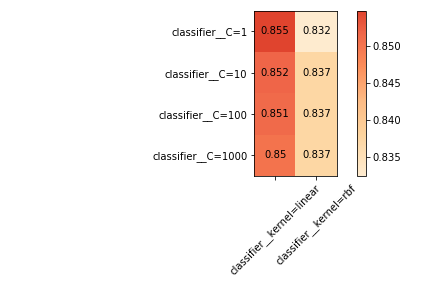 classifier__C=1 0.855 0.832
classifier__C=10 0.852 0.837
classifier__C=100 0.851 0.837
classifier__C=1000 0.85 0.837
classifier__kernel=linear
classifier__kernel=rbf
0.850
0.845
0.840
0.835